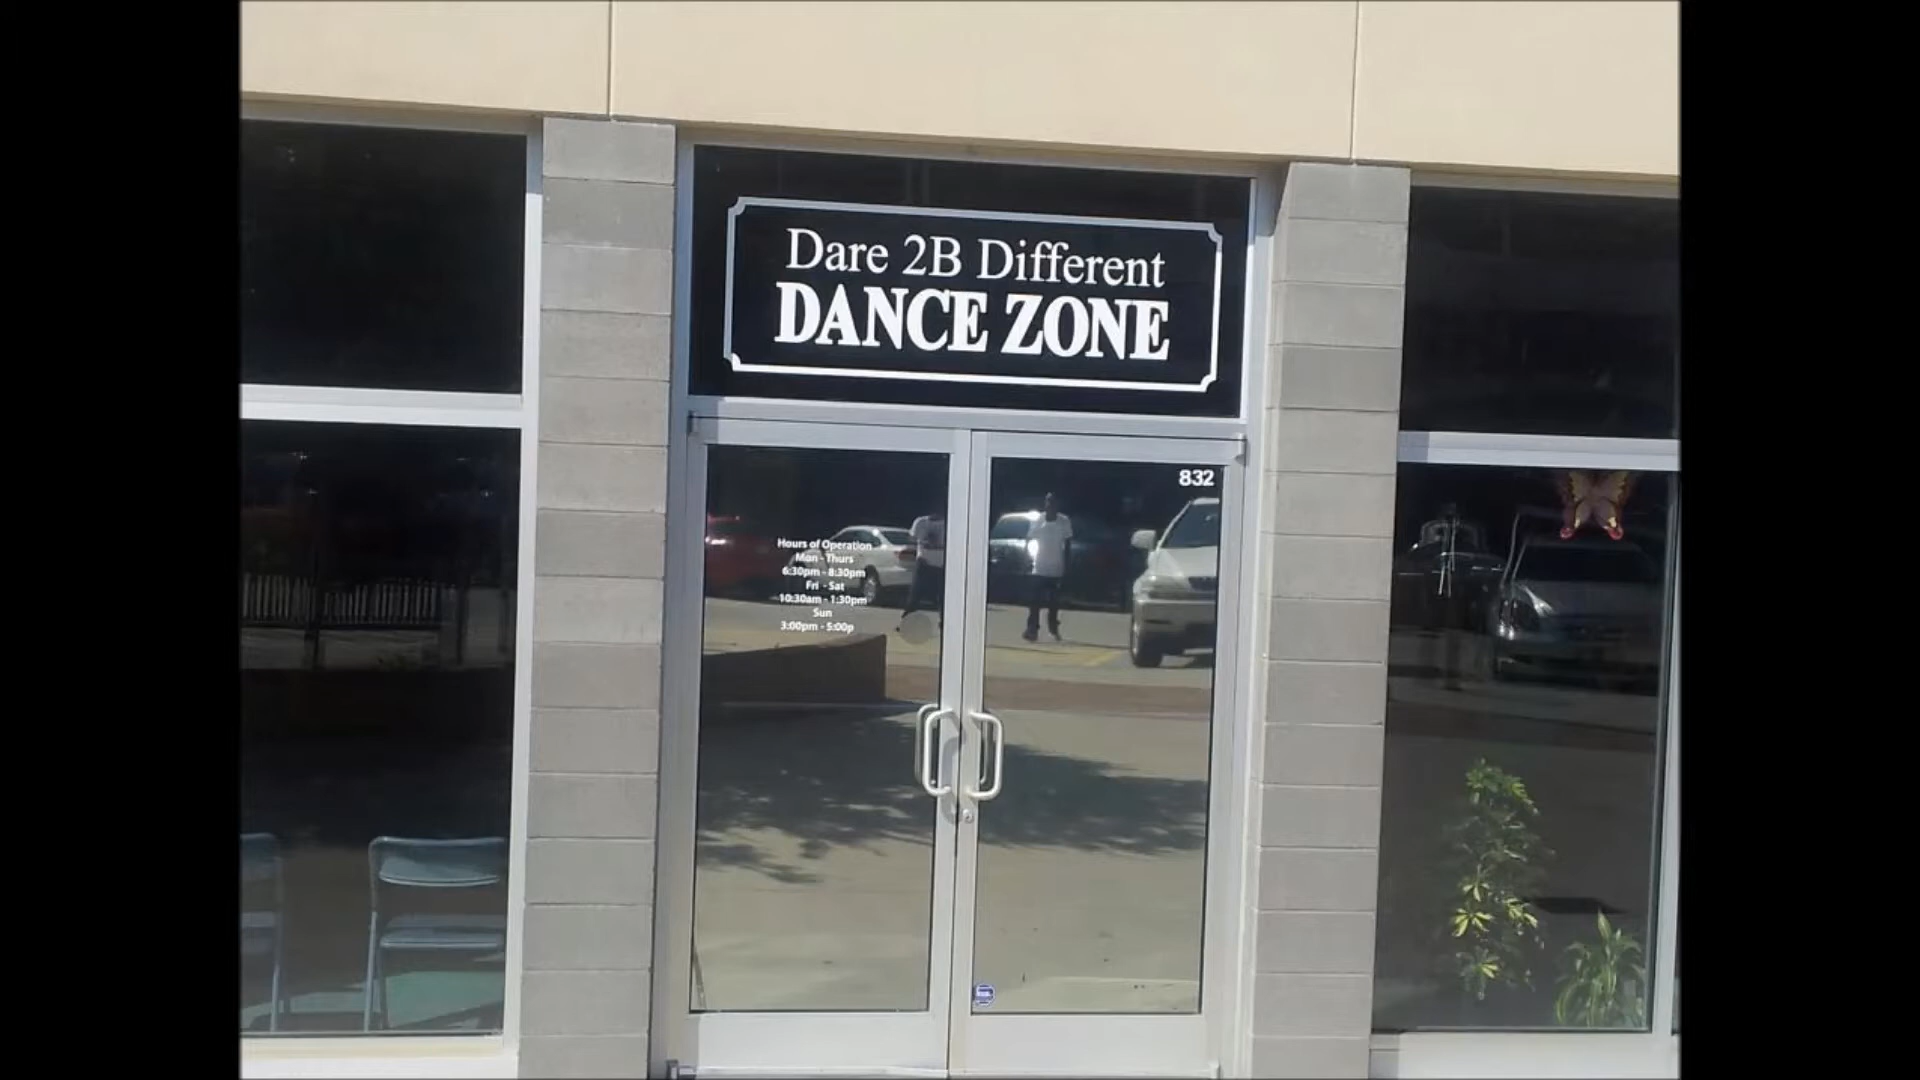 Dare 2B Different
DANCE ZONE
832
Hours of Operation
Mon - Thurs
6:30pm - 8:30pm
Fri - Sat
10:30am - 1:30pm
Sun
3:00pm - 5:00p